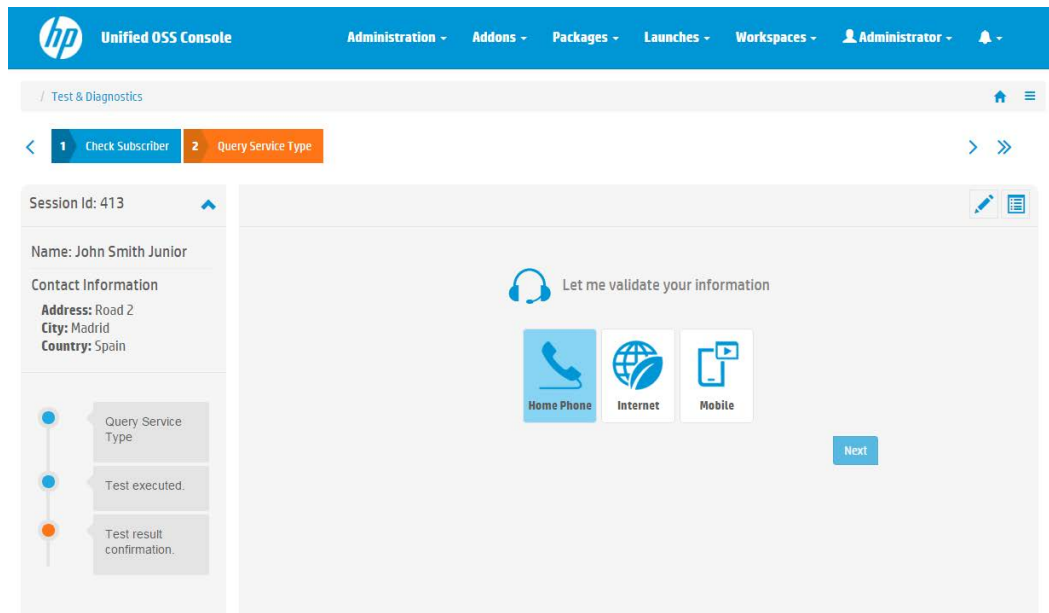 hp
Unified OSS Console
Administration
Addons
Packages
Launches
Workspaces
Administrator
/ Test & Diagnostics
1 Check Subscriber
2 Query Service Type
Session Id: 413
Name: John Smith Junior
Contact Information
Address: Road 2
City: Madrid
Country: Spain
Query Service
Type
Test executed.
Test result
confirmation.
Let me validate your information
Home Phone
Internet
Mobile
Next